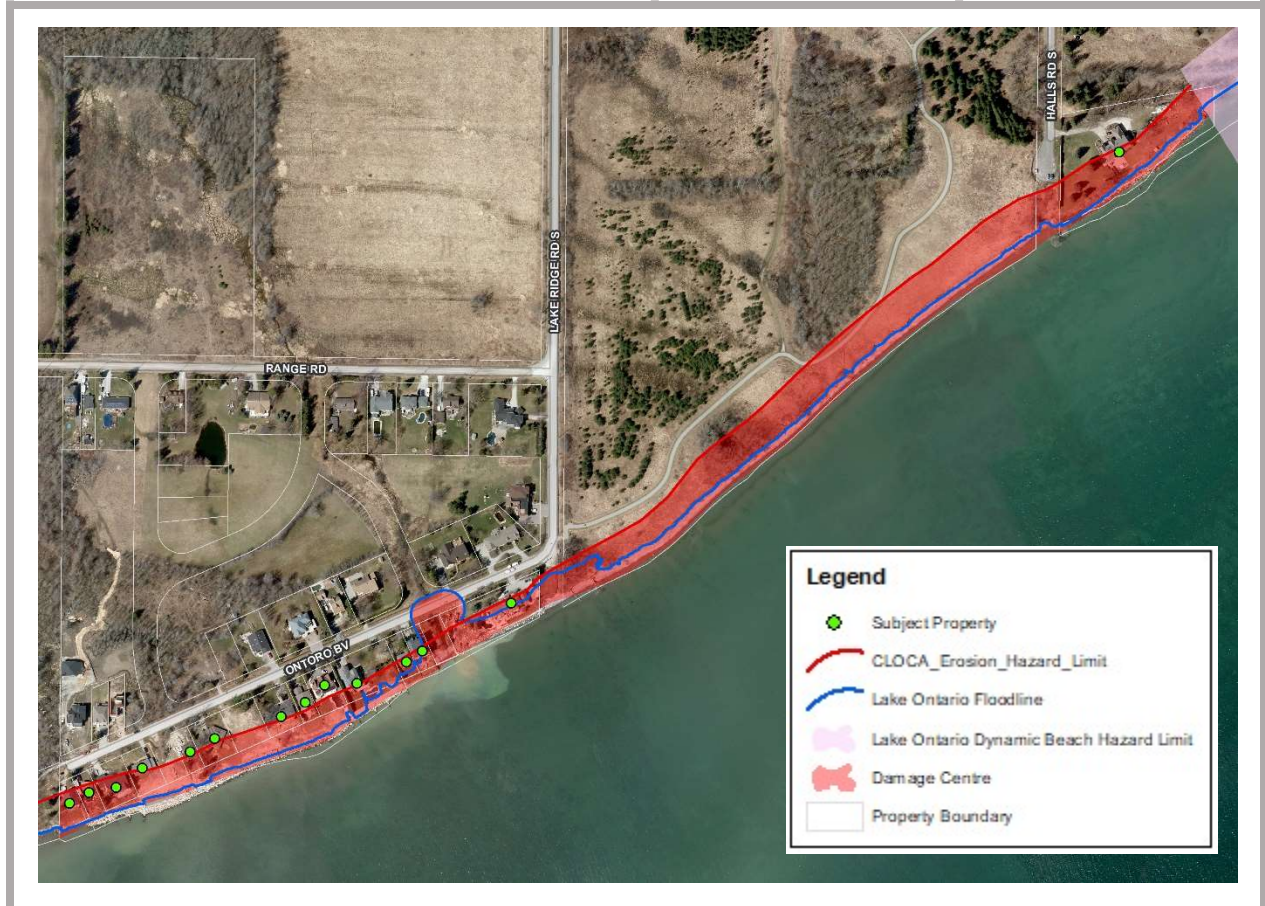 HALLS RD S
LAKE RIDGE RD S
RANGE RD
ONTORO BV
Legend
Subject Property
CLOCA_Erosion_Hazard_Limit
Lake Ontario Floodline
Lake Ontario Dynamic Beach Hazard Limit
Damage Centre
Property Boundary